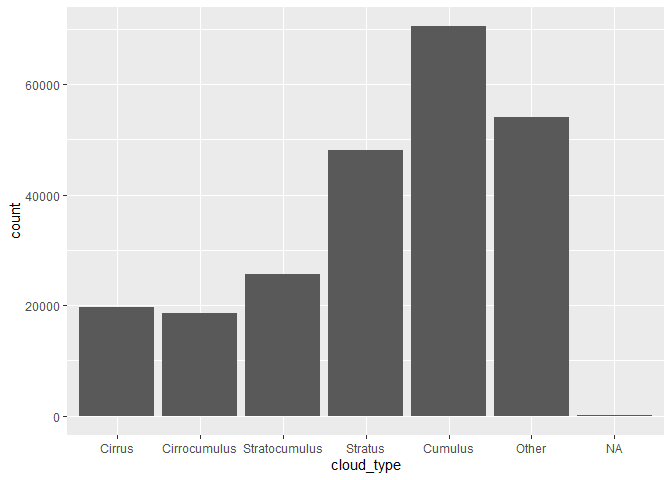 60000
40000
20000
0
count
Cirrus Cirrocumulus Stratocumulus Stratus Cumulus Other NA
cloud_type